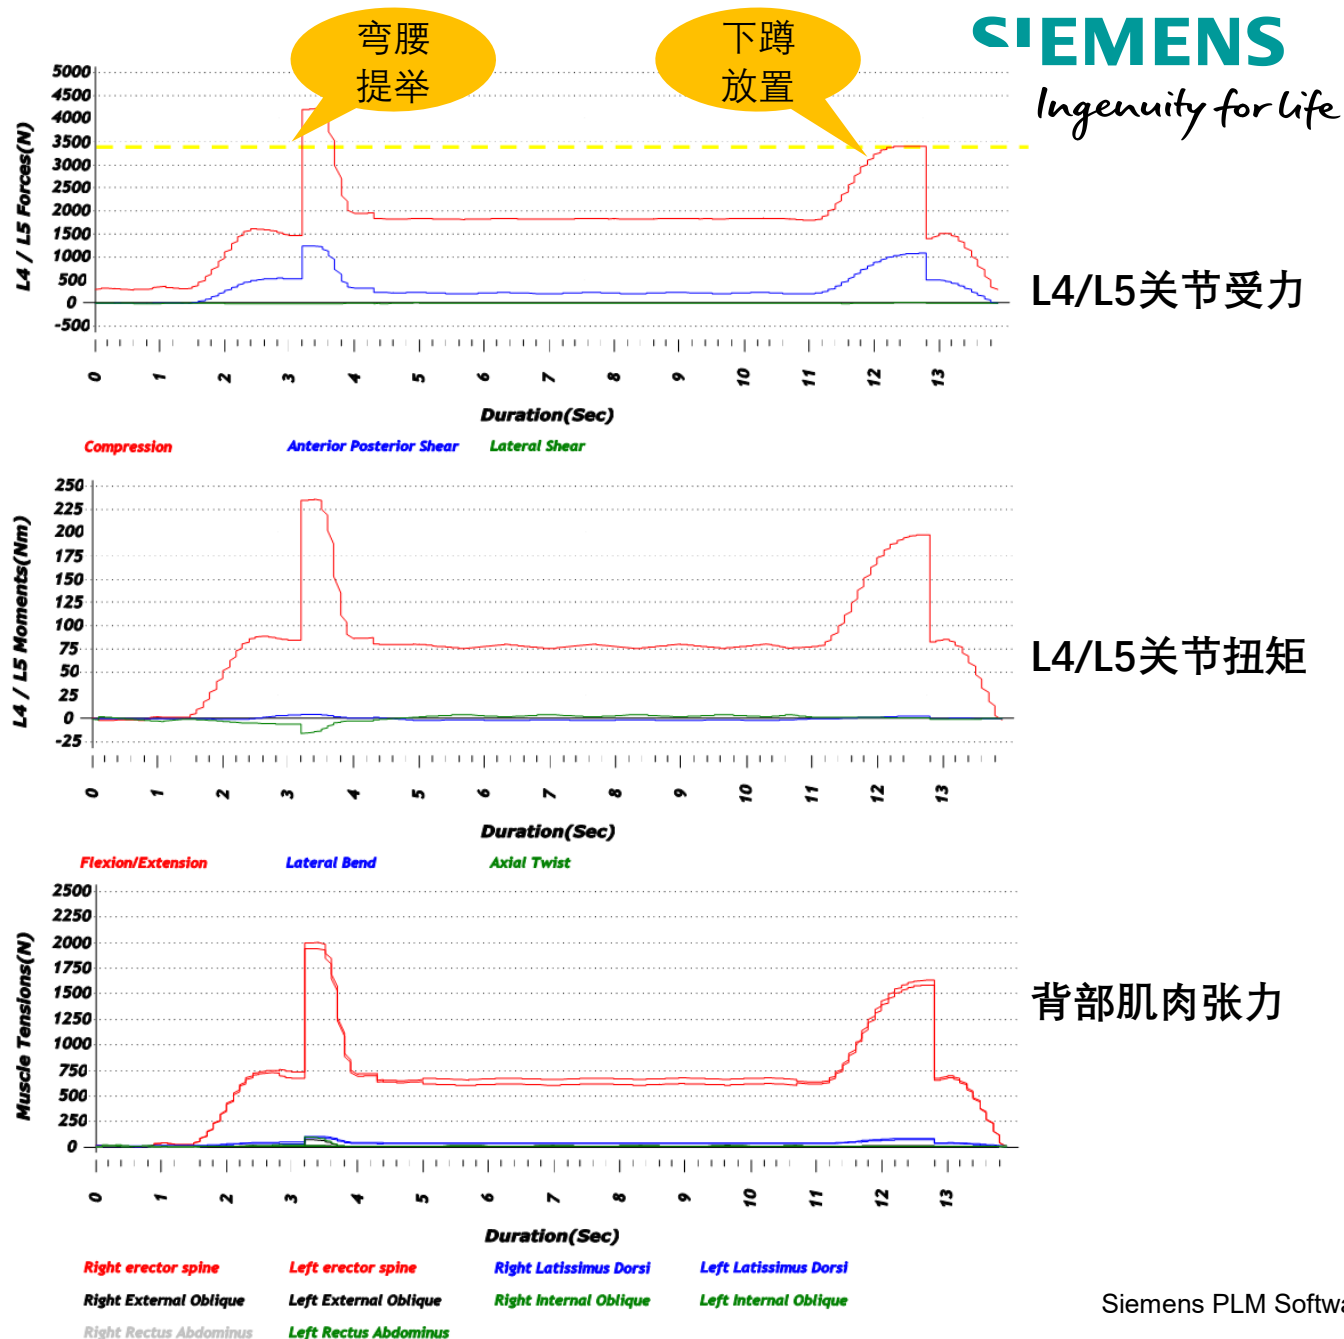 弯腰
提举
下蹲
放置
SIEMENS
Ingenuity for life
5000
4500
4000
3500
3000
2500
2000
1500
1000
500
0
-500
L4 / L5 Forces(N)
0 1 2 3 4 5 6 7 8 9 10 11 12 13
Duration(Sec)
Compression Anterior Posterior Shear Lateral Shear
L4/L5关节受力
250
225
200
175
150
125
100
75
50
25
0
-25
L4 / L5 Moments(Nm)
0 1 2 3 4 5 6 7 8 9 10 11 12 13
Duration(Sec)
Flexion/Extension Lateral Bend Axial Twist
L4/L5关节扭矩
2500
2250
2000
1750
1500
1250
1000
750
500
250
0
Muscle Tensions(N)
0 1 2 3 4 5 6 7 8 9 10 11 12 13
Duration(Sec)
背部肌肉张力
Right erector spine Left erector spine Right Latissimus Dorsi Left Latissimus Dorsi
Right External Oblique Left External Oblique Right Internal Oblique Left Internal Oblique
Right Rectus Abdominus Left Rectus Abdominus
Siemens PLM Softwa